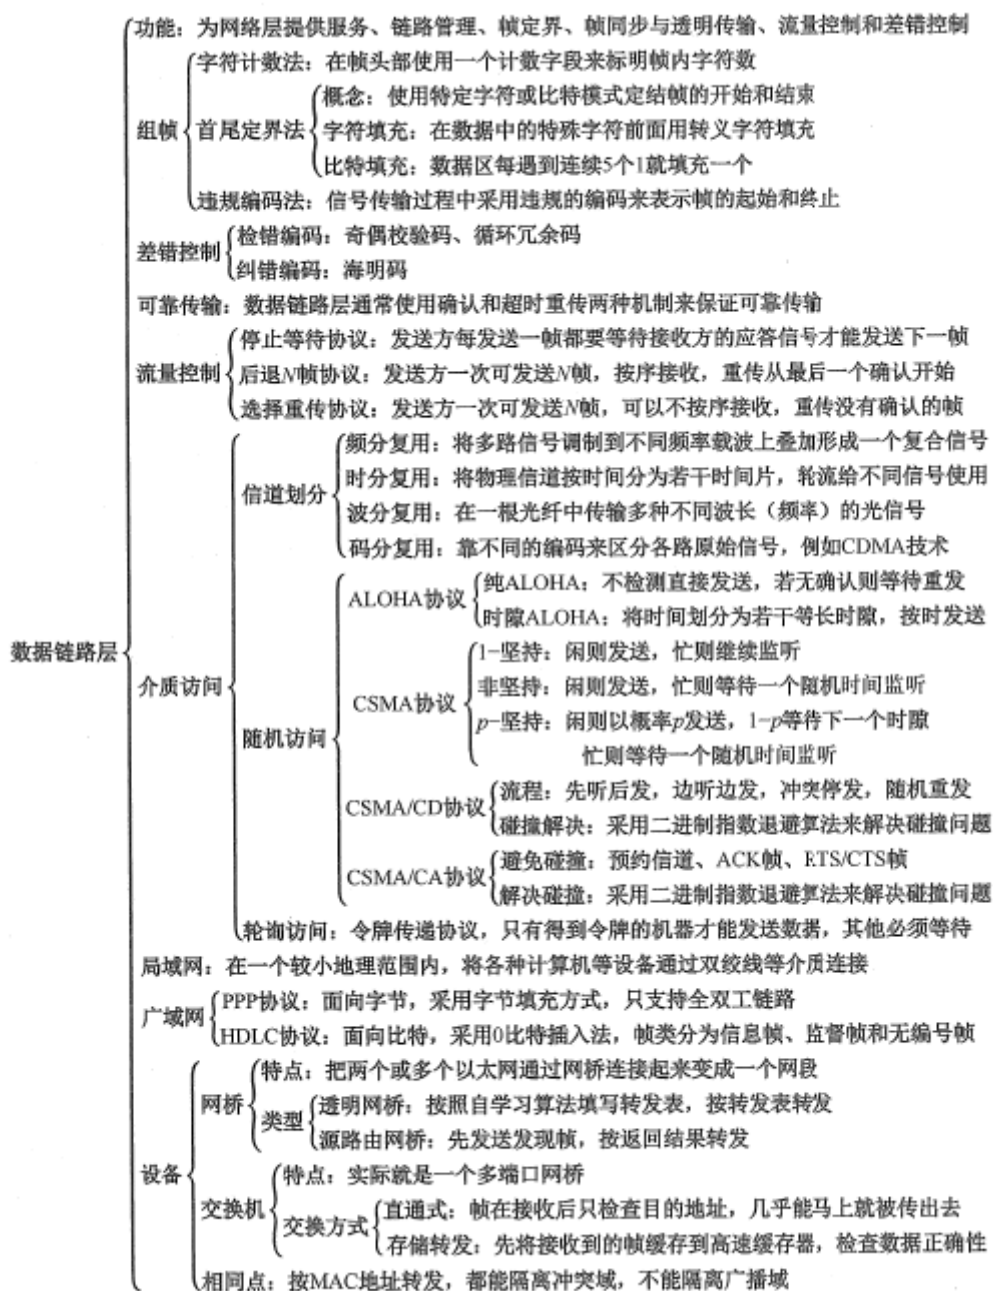 功能：为网络层提供服务、链路管理、帧定界、帧同步与透明传输、流量控制和差错控制
字符计数法：在帧头部使用一个计数字段来标明帧内字符数
概念：使用特定字符或比特模式定结帧的开始和结束
组帧
首尾定界法
字符填充：在数据中的特殊字符前面用转义字符填充
比特填充：数据区每遇到连续5个1就填充一个
违规编码法：信号传输过程中采用违规的编码来表示帧的起始和终止
差错控制
检错编码：奇偶校验码、循环冗余码
纠错编码：海明码
可靠传输：数据链路层通常使用确认和超时重传两种机制来保证可靠传输
流量控制
停止等待协议：发送方每发送一帧都要等待接收方的应答信号才能发送下一帧
后退N帧协议：发送方一次可发送N帧，按序接收，重传从最后一个确认开始
选择重传协议：发送方一次可发送N帧，可以不按序接收，重传没有确认的帧
信道划分
频分复用：将多路信号调制到不同频率载波上叠加形成一个复合信号
时分复用：将物理信道按时间分为若干时间片，轮流给不同信号使用
波分复用：在一根光纤中传输多种不同波长（频率）的光信号
码分复用：靠不同的编码来区分各路原始信号，例如CDMA技术
数据链路层
介质访问
随机访问
ALOHA协议
纯ALOHA：不检测直接发送，若无确认则等待重发
时隙ALOHA：将时间划分为若干等长时隙，按时发送
CSMA协议
1-坚持：闲则发送，忙则继续监听
非坚持：闲则发送，忙则等待一个随机时间监听
p-坚持：闲则以概率p发送，1-p等待下一个时隙
忙则等待一个随机时间监听
CSMA/CD协议
流程：先听后发，边听边发，冲突停发，随机重发
碰撞解决：采用二进制指数退避算法来解决碰撞问题
CSMA/CA协议
避免碰撞：预约信道、ACK帧、RTS/CTS帧
解决碰撞：采用二进制指数退避算法来解决碰撞问题
轮询访问：令牌传递协议，只有得到令牌的机器才能发送数据，其他必须等待
局域网：在一个较小地理范围内，将各种计算机等设备通过双绞线等介质连接
广域网
PPP协议：面向字节，采用字节填充方式，只支持全双工链路
HDLC协议：面向比特，采用0比特插入法，帧类分为信息帧、监督帧和无编号帧
设备
网桥
特点：把两个或多个以太网通过网桥连接起来变成一个网段
类型
透明网桥：按照自学习算法填写转发表，按转发表转发
源路由网桥：先发送发现帧，按返回结果转发
交换机
特点：实际就是一个多端口网桥
交换方式
直通式：帧在接收后只检查目的地址，几乎能马上就被传出去
存储转发：先将接收到的帧缓存到高速缓存器，检查数据正确性
相同点：按MAC地址转发，都能隔离冲突域，不能隔离广播域